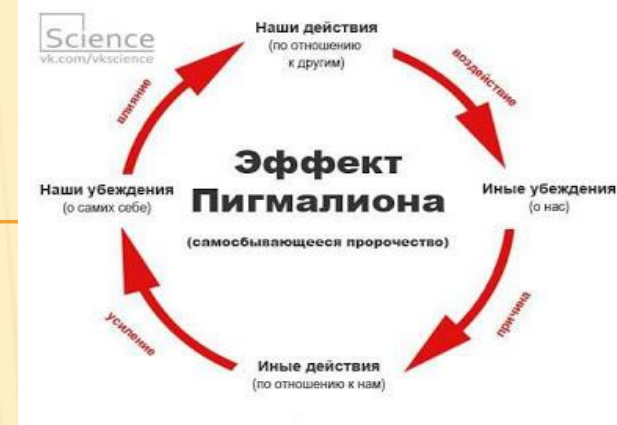 Science
vk.com/vkscience
Наши действия
(по отношению
к другим)
воздействие
влияние
Эффект
Пигмалиона
(самосбывающееся пророчество)
Наши убеждения
(о самих себе)
Иные убеждения
(о нас)
причина
усиление
Иные действия
(по отношению к нам)